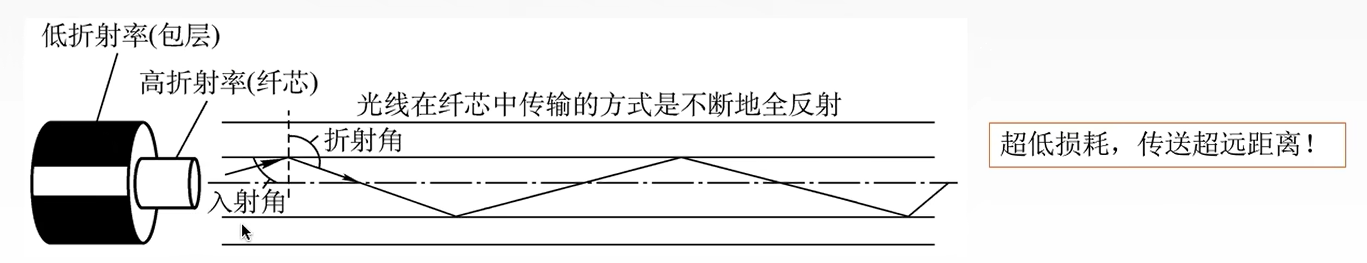 低折射率(包层)
高折射率(纤芯)
光线在纤芯中传输的方式是不断地全反射
折射角
入射角
超低损耗，传送超远距离！